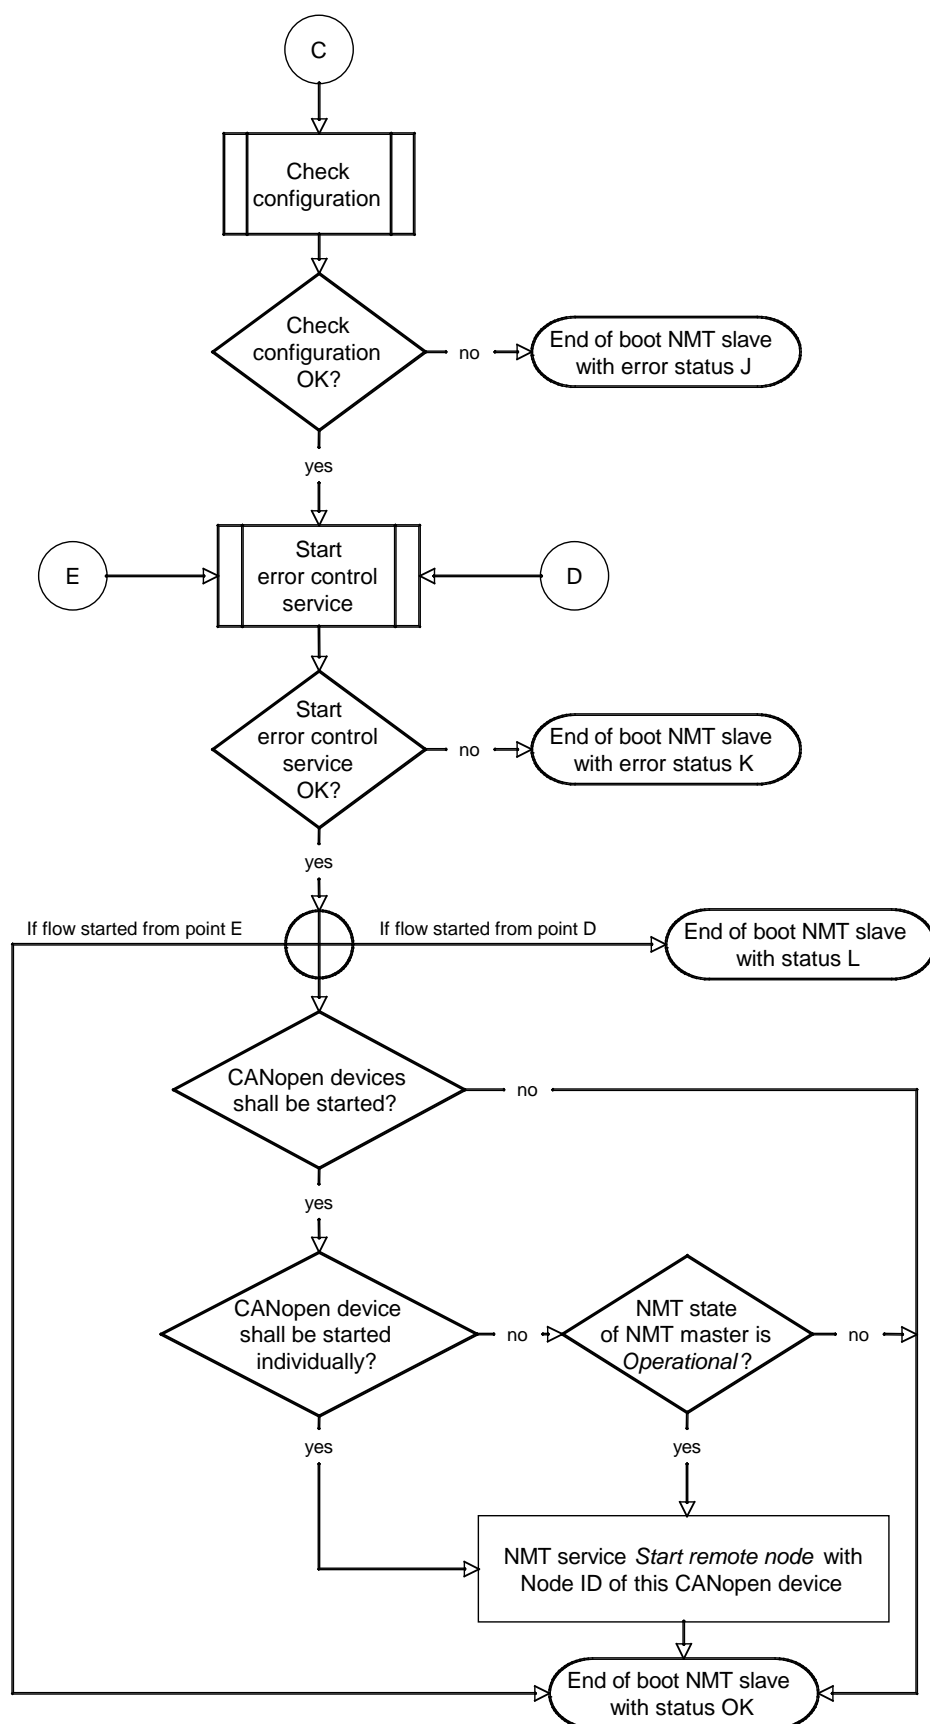 C
Check
configuration
Check
configuration
OK?
no
End of boot NMT slave
with error status J
yes
E
Start
error control
service
D
Start
error control
service
OK?
no
End of boot NMT slave
with error status K
yes
If flow started from point E
If flow started from point D
End of boot NMT slave
with status L
CANopen devices
shall be started?
no
yes
CANopen device
shall be started
individually?
no
NMT state
of NMT master is
Operational?
no
yes
yes
NMT service Start remote node with
Node ID of this CANopen device
End of boot NMT slave
with status OK